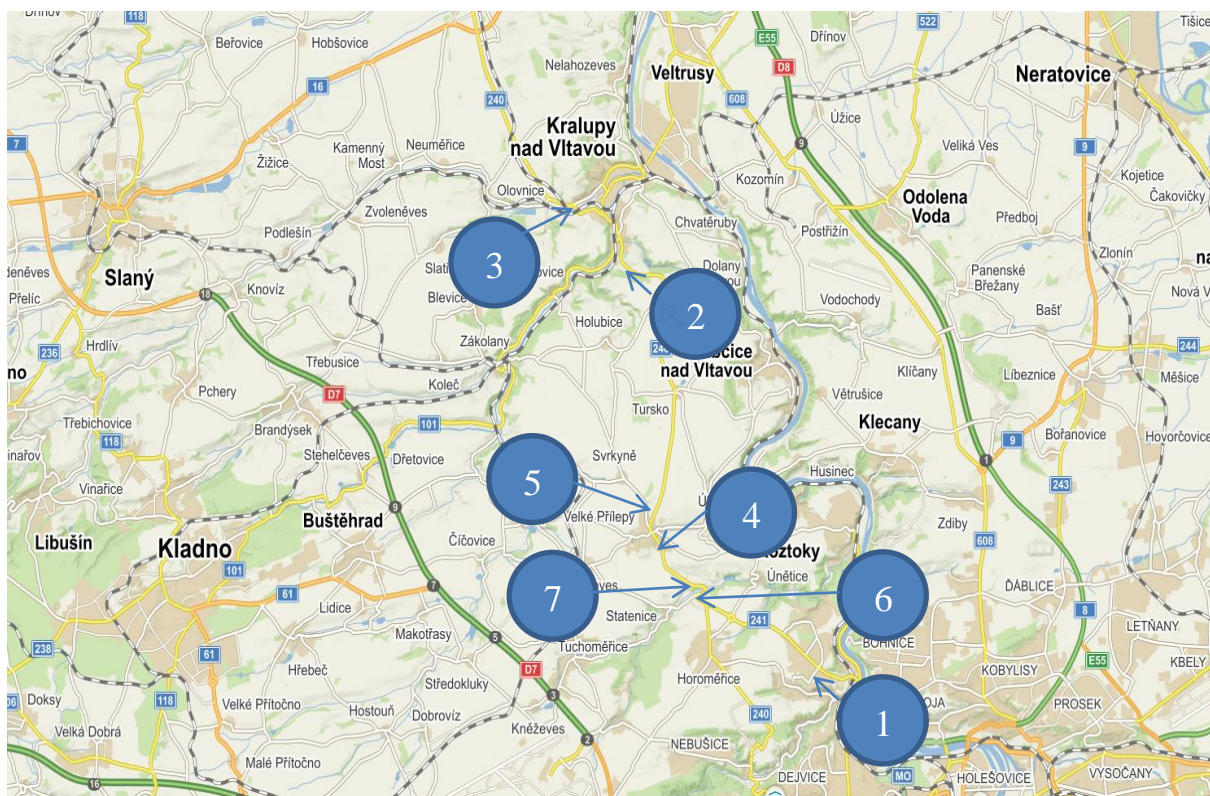 Dřínov
118
Beřovice
Hobšovice
16
Nelahozeves
240
Veltrusy
E55
D8
608
Dřínov
522
Tišice
Neratovice
7
Žižice
Kamenný
Most
Neuměřice
Kralupy
nad Vltavou
9
Úžice
Veliká Ves
9
Kojetice
Čakovičky
Olovnice
Zvoleněves
Podlešín
Kozomín
Chvatěruby
Postřižín
Odolena
Voda
Předboj
Zlonín
Slaný
3
2
Dolany
Panenské
Břežany
Bašť
Knovíz
18
Blevice
Holubice
Vodochody
Přelíc
Hrdlív
236
Zákolany
Třebusice
Koleč
nad Vltavou
244
Měšice
Klíčany
Líbeznice
Pchery
D7
Tursko
Větrušice
Klecany
Třebichovice
118
Brandýsek
Stehelčeves
101
Dřetovice
9
Bořanovice
Hovorčovice
1
Vinařice
5
Svrkyně
Husinec
243
Buštěhrad
9
Velké Přílepy
4
Zdiby
608
Libušín
Kladno
101
Číčovice
Únětice
61
Lidice
7
7
6
ĎÁBLICE
8
Makotřasy
Statenice
241
BOHNICE
LETŇANY
238
61
Hřebeč
5
Tuchoměřice
D7
KOBYLISY
E55
KBELY
Doksy
118
Velké Přítočno
Středokluky
Horoměřice
3
1
PROSEK
Velká Dobrá
Hostouň
Dobrovíz
Kněževes
240
2
NEBUŠICE
Malé Přítočno
16
DEJVICE
MO
HOLEŠOVICE
VYSOČANY